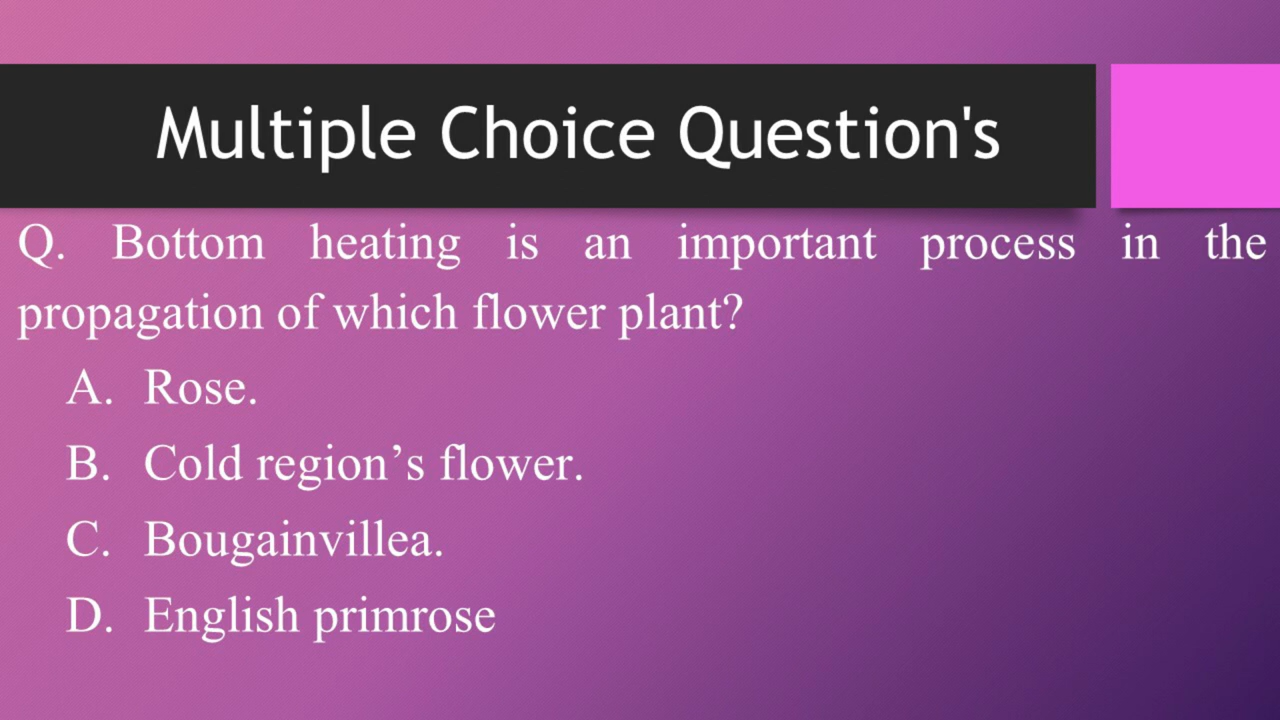 Multiple Choice Question's
Q. Bottom heating is an important process in the
propagation of which flower plant?
A. Rose.
B. Cold region’s flower.
C. Bougainvillea.
D. English primrose